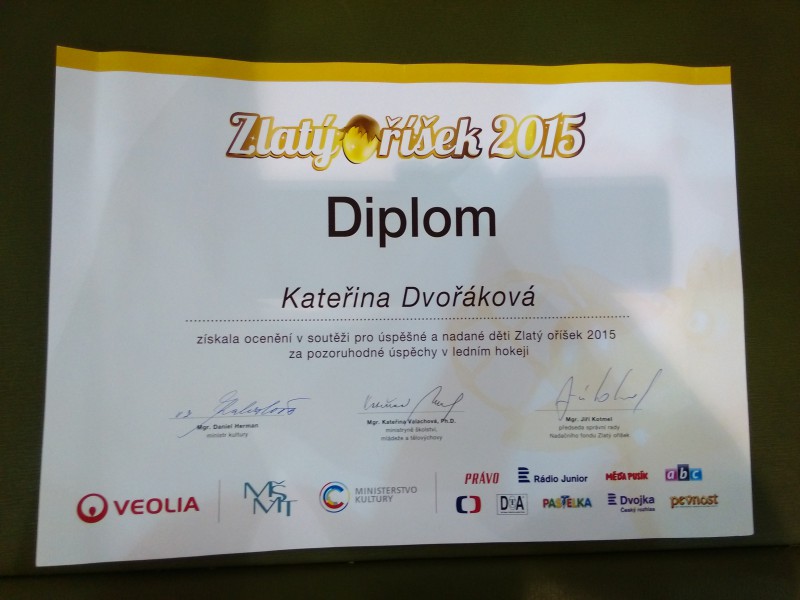 Zlatý oříšek 2015
Diplom
Kateřina Dvořáková
získala ocenění v soutěži pro úspěšné a nadané děti Zlatý oříšek 2015
za pozoruhodné úspěchy v ledním hokeji
Mgr. Daniel Herman
ministr kultury
Mgr. Kateřina Valachová, Ph.D.
ministryně školství,
mládeže a tělovýchovy
Mgr. Jiří Kotmel
předseda správní rady
Nadačního fondu Zlatý oříšek
VEOLIA
MŠMT
MINISTERSTVO
KULTURY
PRÁVO
Rádio Junior
MÉĎA PUSÍK
abc
PASTELKA
Dvojka
Český rozhlas
pevnost